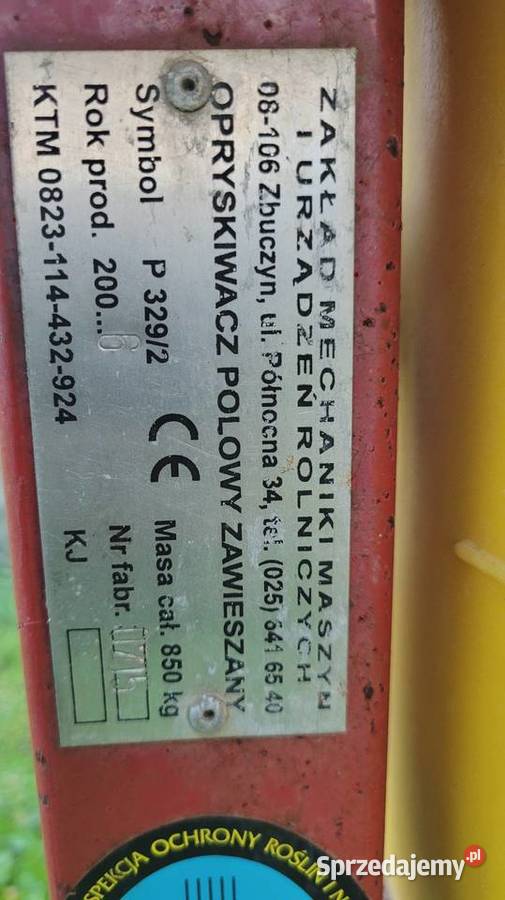 ZAKŁAD MECHANIKI MASZYN
I URZĄDZEŃ ROLNICZYCH
08-106 Zbuczyn, ul. Północna 34, tel. (025) 641 65 40
OPRYSKIWACZ POLOWY ZAWIESZANY
Symbol P 329/2 CE Masa cał. 850 kg
Rok prod. 200...6 Nr fabr.
KTM 0823-114-432-924 KJ
SPEKCJA OCHRONY ROŚLIN I N
Sprzedajemy.pl